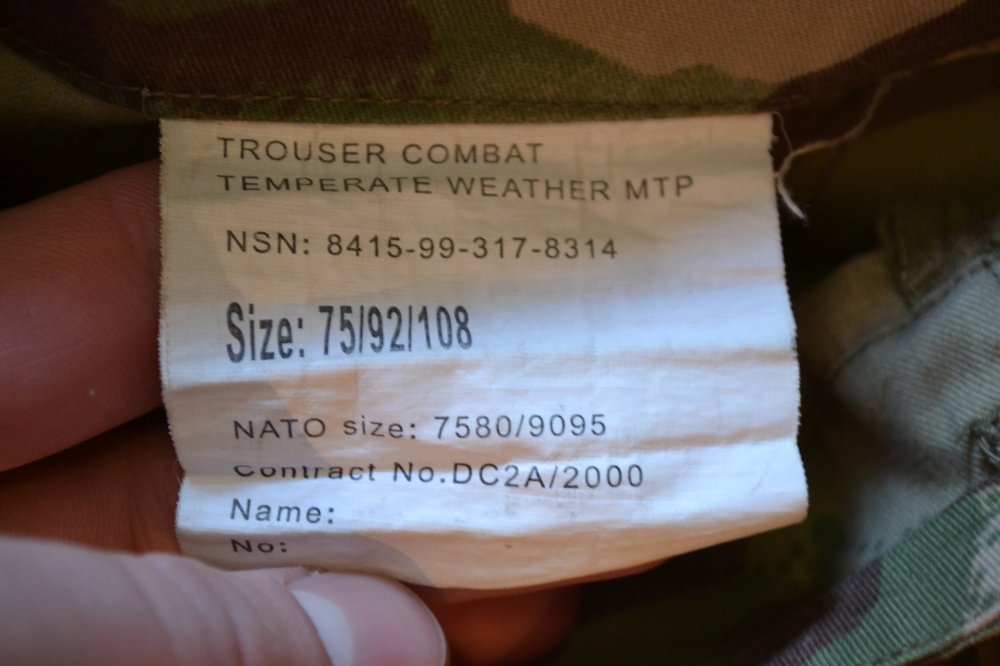 TROUSER COMBAT
TEMPERATE WEATHER MTP
NSN: 8415-99-317-8314
Size: 75/92/108
NATO size: 7580/9095
Contract No.DC2A/2000
Name:
No: